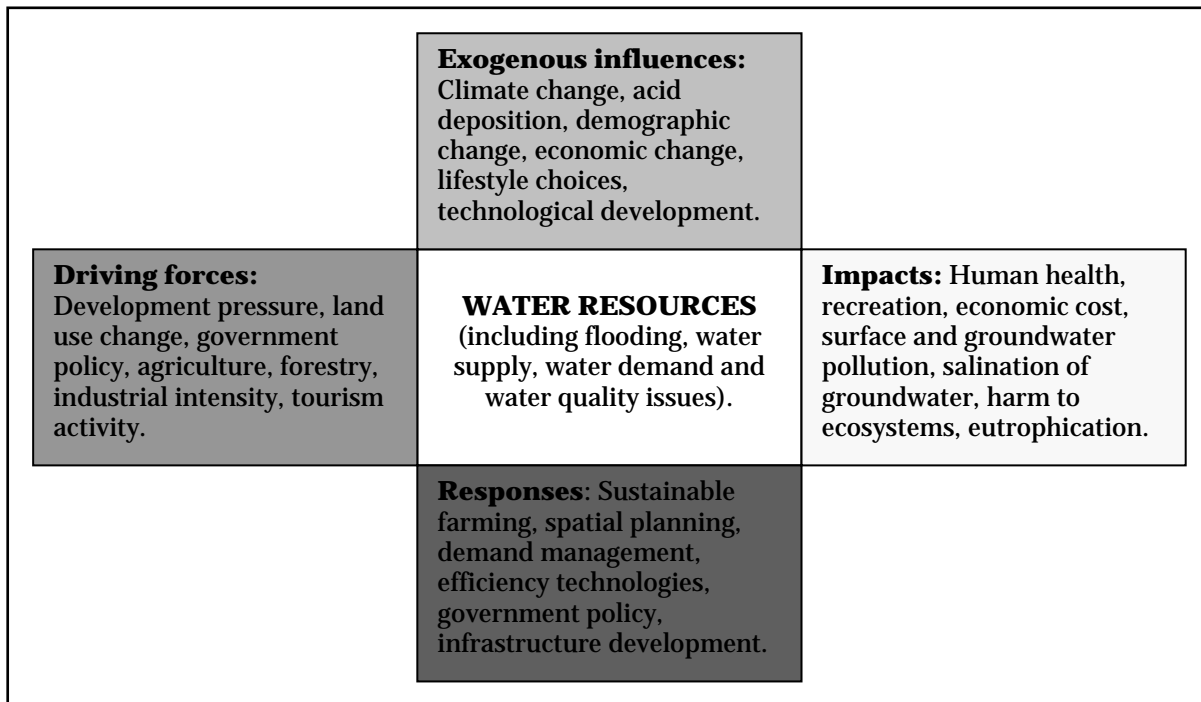 Exogenous influences:
Climate change, acid
deposition, demographic
change, economic change,
lifestyle choices,
technological development.
Driving forces:
Development pressure, land
use change, government
policy, agriculture, forestry,
industrial intensity, tourism
activity.
WATER RESOURCES
(including flooding, water
supply, water demand and
water quality issues).
Impacts: Human health,
recreation, economic cost,
surface and groundwater
pollution, salination of
groundwater, harm to
ecosystems, eutrophication.
Responses: Sustainable
farming, spatial planning,
demand management,
efficiency technologies,
government policy,
infrastructure development.